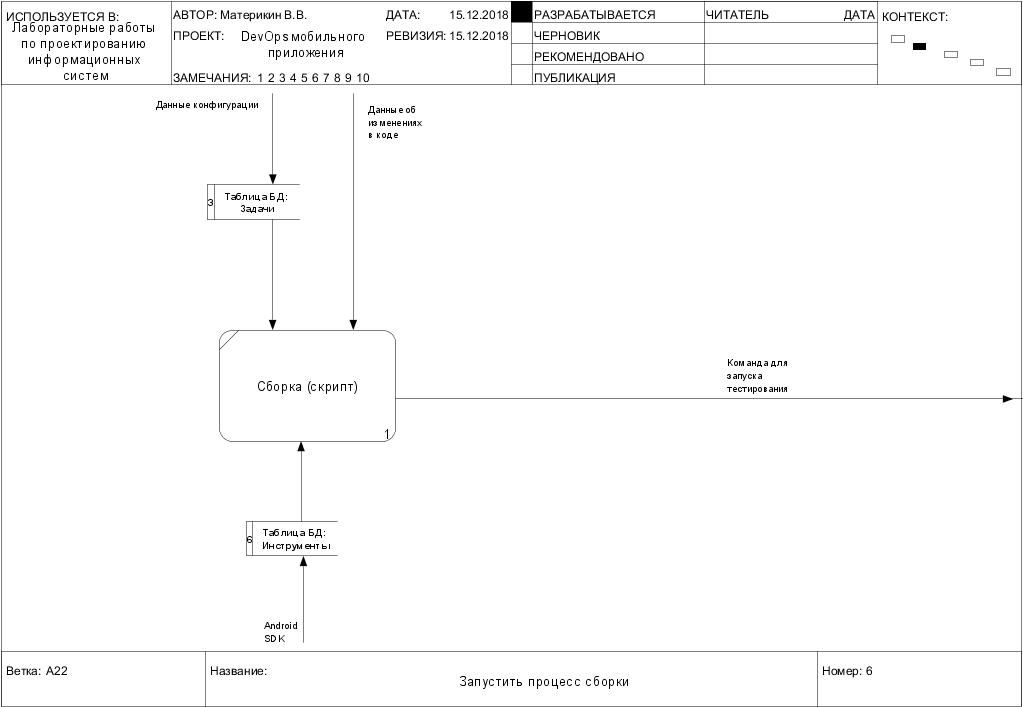 ИСПОЛЬЗУЕТСЯ В:
Лабораторные работы
по проектированию
информационных
систем
АВТОР: Материкин В.В.
ДАТА: 15.12.2018
ПРОЕКТ: DevOps мобильного
приложения
РЕВИЗИЯ: 15.12.2018
ЗАМЕЧАНИЯ: 1 2 3 4 5 6 7 8 9 10
РАЗРАБАТЫВАЕТСЯ
ЧЕРНОВИК
РЕКОМЕНДОВАНО
ПУБЛИКАЦИЯ
ЧИТАТЕЛЬ ДАТА
КОНТЕКСТ:
Данные конфигурации
Данные об
изменениях
в коде
3 Таблица БД:
Задачи
Сборка (скрипт)
1
Команда для
запуска
тестирования
6 Таблица БД:
Инструменты
Android
SDK
Ветка: A22
Название:
Запустить процесс сборки
Номер: 6